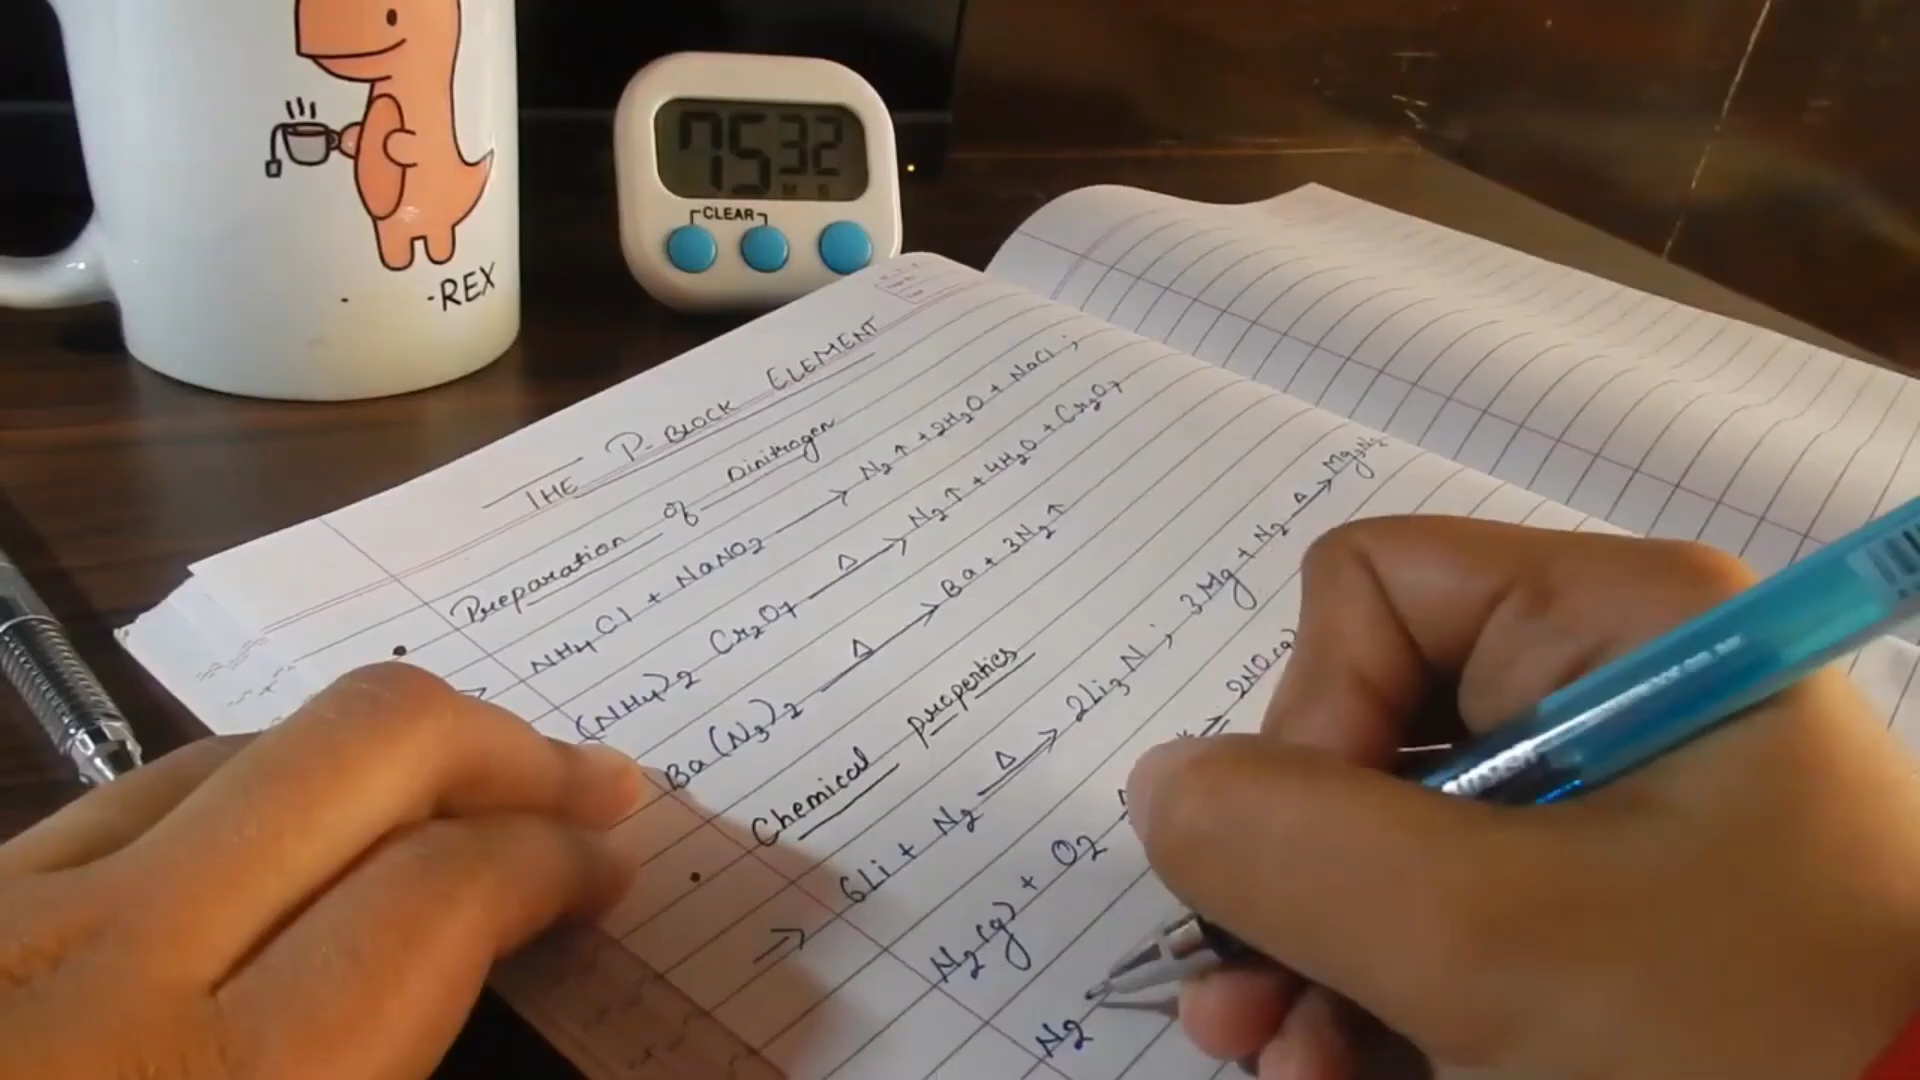 -REX
75 32
M S
CLEAR
THE P-BLOCK ELEMENT
• Preparation of Dinitrogen
NH4Cl + NaNO2 → N2↑ + 2H2O + NaCl ;
(NH4)2 Cr2O7 —Δ→ N2↑ + 4H2O + Cr2O7
Ba(N3)2 —Δ→ Ba + 3N2↑
• Chemical properties
⇒ 6Li + N2 —Δ→ 2Li3N ; 3Mg + N2 —Δ→ Mg3N2
N2(g) + O2 2NO(g)
N2